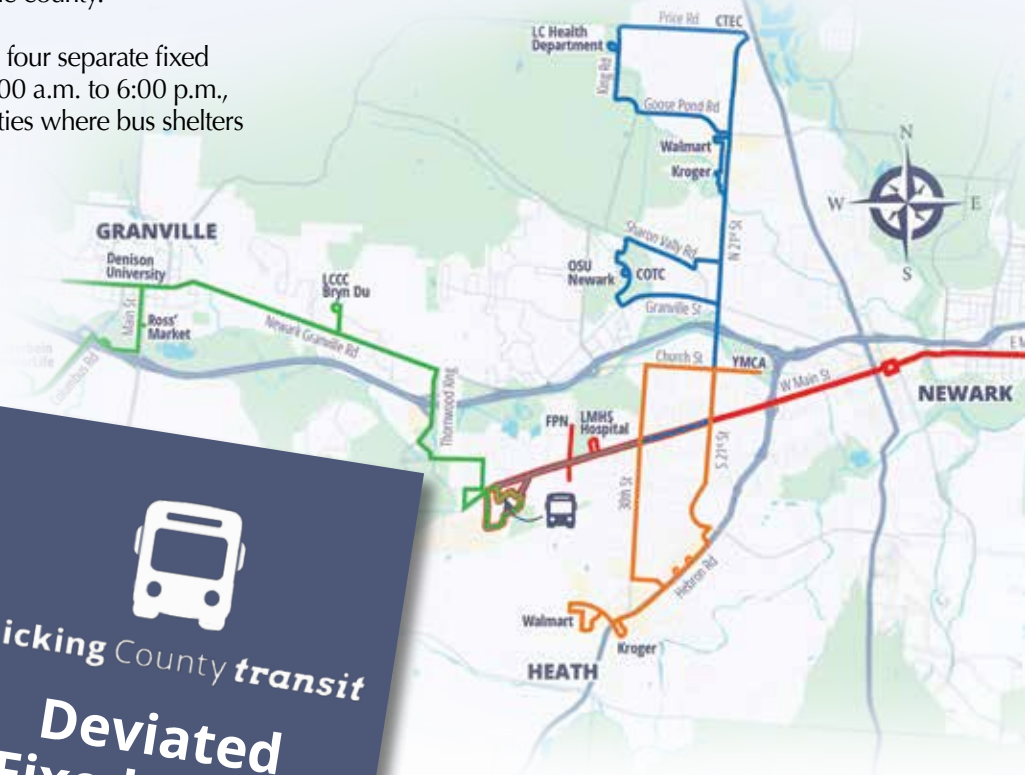 county.
four separate fixed
00 a.m. to 6:00 p.m.,
ties where bus shelters
Price Rd
CTEC
LC Health
Department
King Rd
Goose Pond Rd
Walmart
Kroger
N
W
E
S
N 21st St
Sharon Vally Rd
OSU
Newark
COTC
Granville St
GRANVILLE
Denison
University
LCCC
Bryn Du
Main St
Ross'
Market
Newark Granville Rd
Columbus Rd
Thornwood Xing
Church St
YMCA
W Main St
E M
NEWARK
FPN
LMHS
Hospital
30th St
S 21st St
Hebron Rd
Walmart
Kroger
HEATH
icking County transit
Deviated